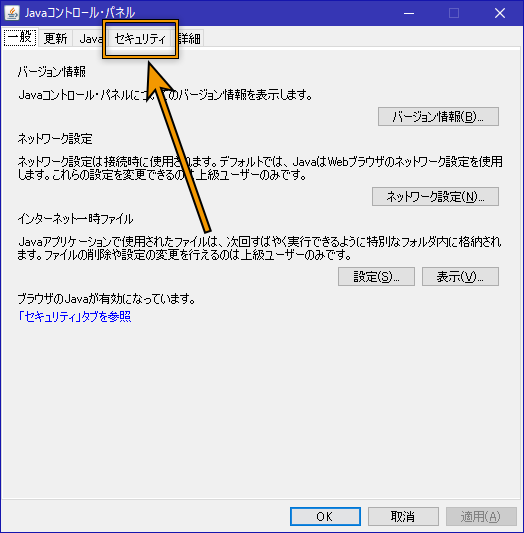 Javaコントロール・パネル
一般 更新 Java セキュリティ 詳細
バージョン情報
Javaコントロール・パネルについてのバージョン情報を表示します。
バージョン情報(B)...
ネットワーク設定
ネットワーク設定は接続時に使用されます。デフォルトでは、JavaはWebブラウザのネットワーク設定を使用
します。これらの設定を変更できるのは上級ユーザーのみです。
ネットワーク設定(N)...
インターネット一時ファイル
Javaアプリケーションで使用されたファイルは、次回すばやく実行できるように特別なフォルダ内に格納されま
す。ファイルの削除や設定の変更を行えるのは上級ユーザーのみです。
設定(S)... 表示(V)...
ブラウザのJavaが有効になっています。
「セキュリティ」タブを参照
OK 取消 適用(A)